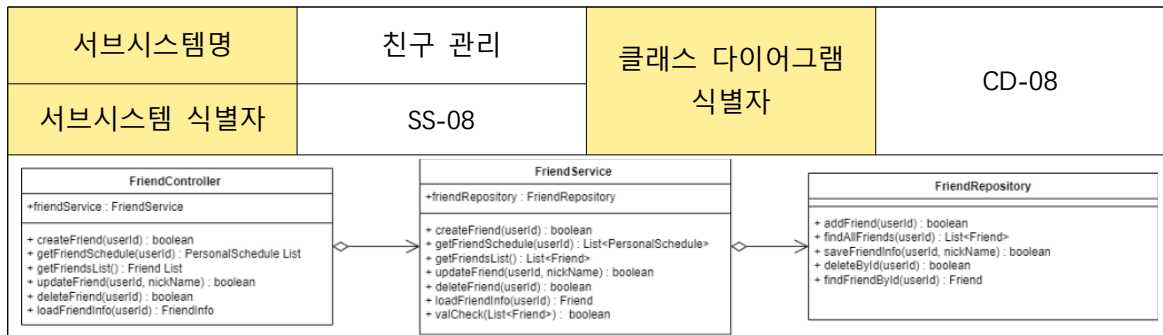 서브시스템명
친구 관리
클래스 다이어그램
식별자
CD-08
서브시스템 식별자
SS-08
FriendController
+friendService : FriendService
+ createFriend(userId) : boolean
+ getFriendSchedule(userId) : PersonalSchedule List
+ getFriendsList() : Friend List
+ updateFriend(userId, nickName) : boolean
+ deleteFriend(userId) : boolean
+ loadFriendInfo(userId) : FriendInfo
FriendService
+friendRepository : FriendRepository
+ createFriend(userId) : boolean
+ getFriendSchedule(userId) : List<PersonalSchedule>
+ getFriendsList() : List<Friend>
+ updateFriend(userId, nickName) : boolean
+ deleteFriend(userId) : boolean
+ loadFriendInfo(userId) : Friend
+ valCheck(List<Friend>) : boolean
FriendRepository
+ addFriend(userId) : boolean
+ findAllFriends(userId) : List<Friend>
+ saveFriendInfo(userId, nickName) : boolean
+ deleteById(userId) : boolean
+ findFriendById(userId) : Friend